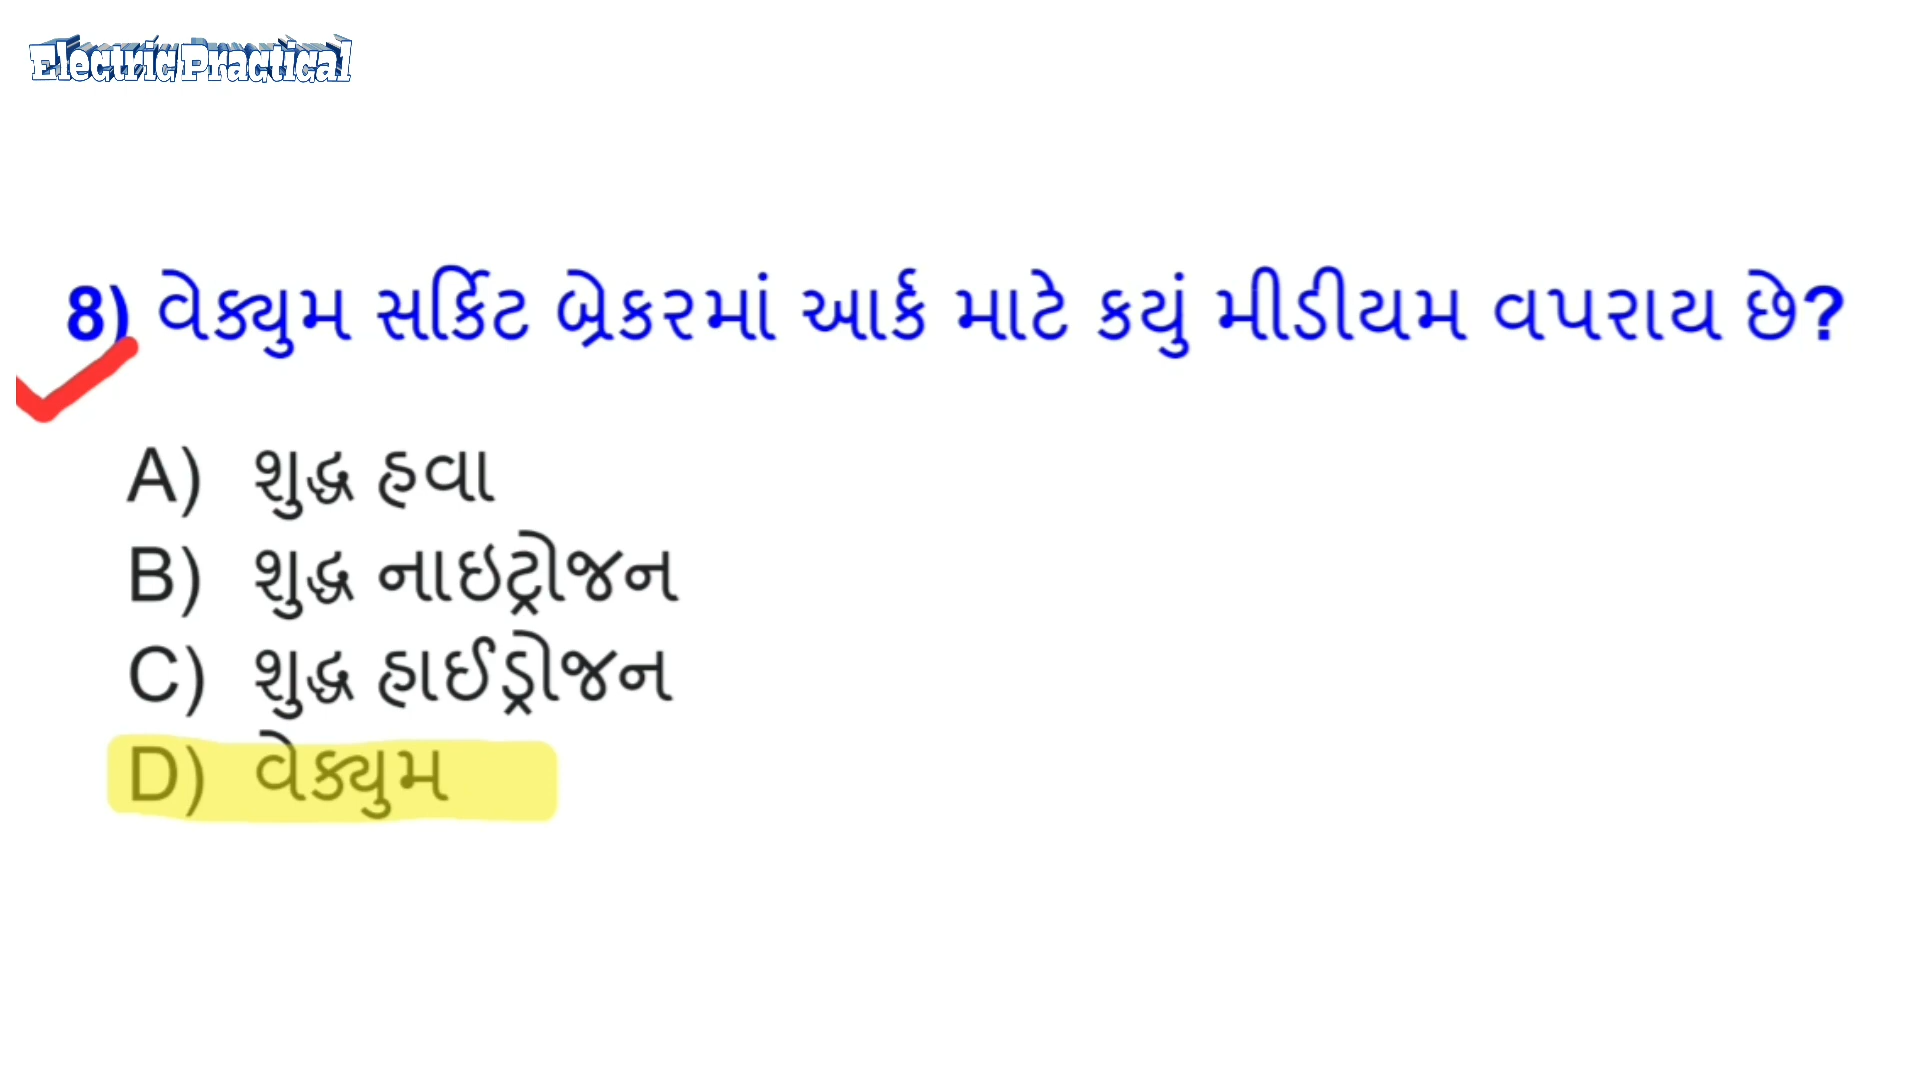 Electric Practical
8) વેક્યુમ સર્કિટ બ્રેકરમાં આર્ક માટે કયું મીડીયમ વપરાય છે?
A) શુદ્ધ હવા
B) શુદ્ધ નાઇટ્રોજન
C) શુદ્ધ હાઈડ્રોજન
D) વેક્યુમ